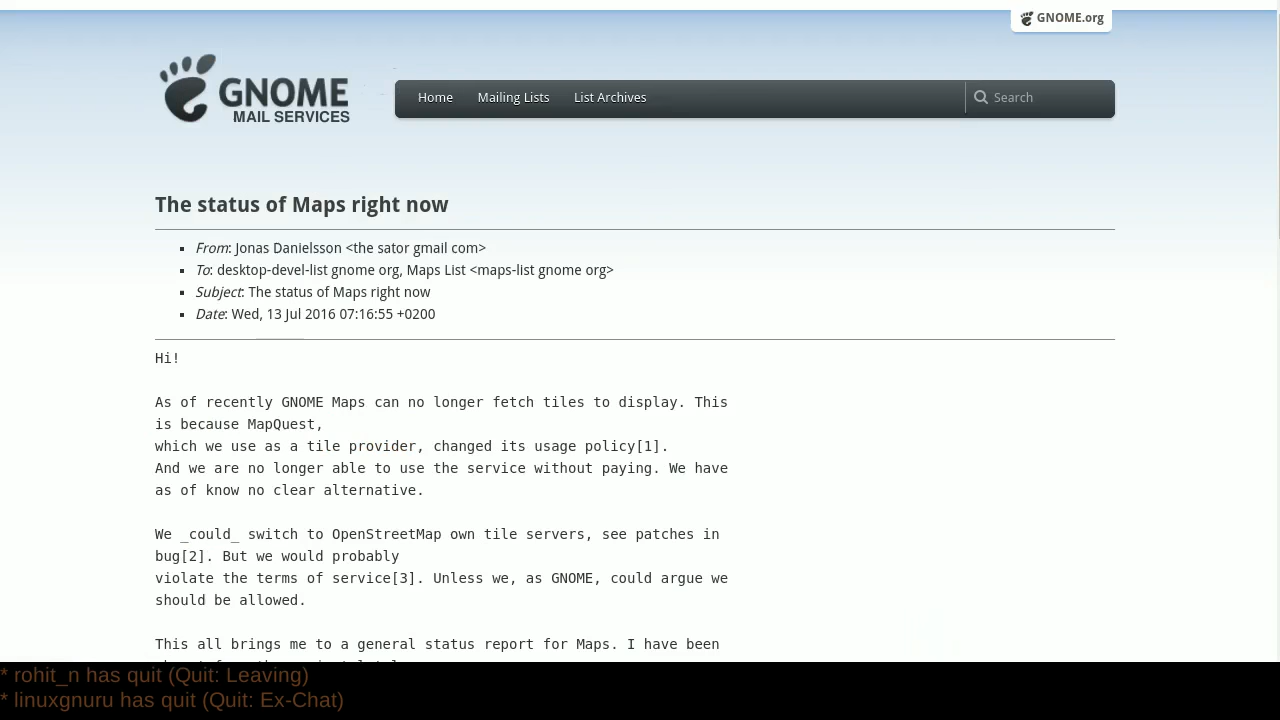 GNOME.org
GNOME
MAIL SERVICES
Home Mailing Lists List Archives Search
The status of Maps right now
From: Jonas Danielsson <the sator gmail com>
To: desktop-devel-list gnome org, Maps List <maps-list gnome org>
Subject: The status of Maps right now
Date: Wed, 13 Jul 2016 07:16:55 +0200
Hi!
As of recently GNOME Maps can no longer fetch tiles to display. This
is because MapQuest,
which we use as a tile provider, changed its usage policy[1].
And we are no longer able to use the service without paying. We have
as of know no clear alternative.
We _could_ switch to OpenStreetMap own tile servers, see patches in
bug[2]. But we would probably
violate the terms of service[3]. Unless we, as GNOME, could argue we
should be allowed.
This all brings me to a general status report for Maps. I have been
* rohit_n has quit (Quit: Leaving)
* linuxgnuru has quit (Quit: Ex-Chat)